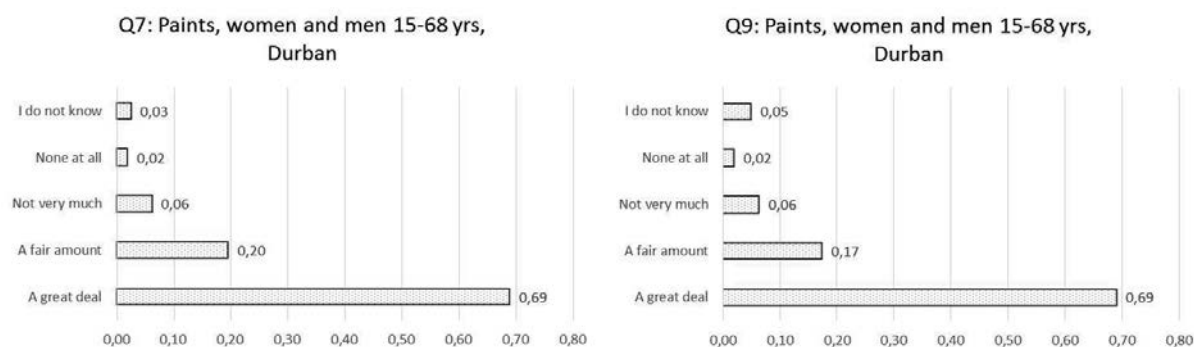 Q7: Paints, women and men 15-68 yrs,
Durban
I do not know 0,03
None at all 0,02
Not very much 0,06
A fair amount 0,20
A great deal 0,69
0,00 0,10 0,20 0,30 0,40 0,50 0,60 0,70 0,80
Q9: Paints, women and men 15-68 yrs,
Durban
I do not know 0,05
None at all 0,02
Not very much 0,06
A fair amount 0,17
A great deal 0,69
0,00 0,10 0,20 0,30 0,40 0,50 0,60 0,70 0,80